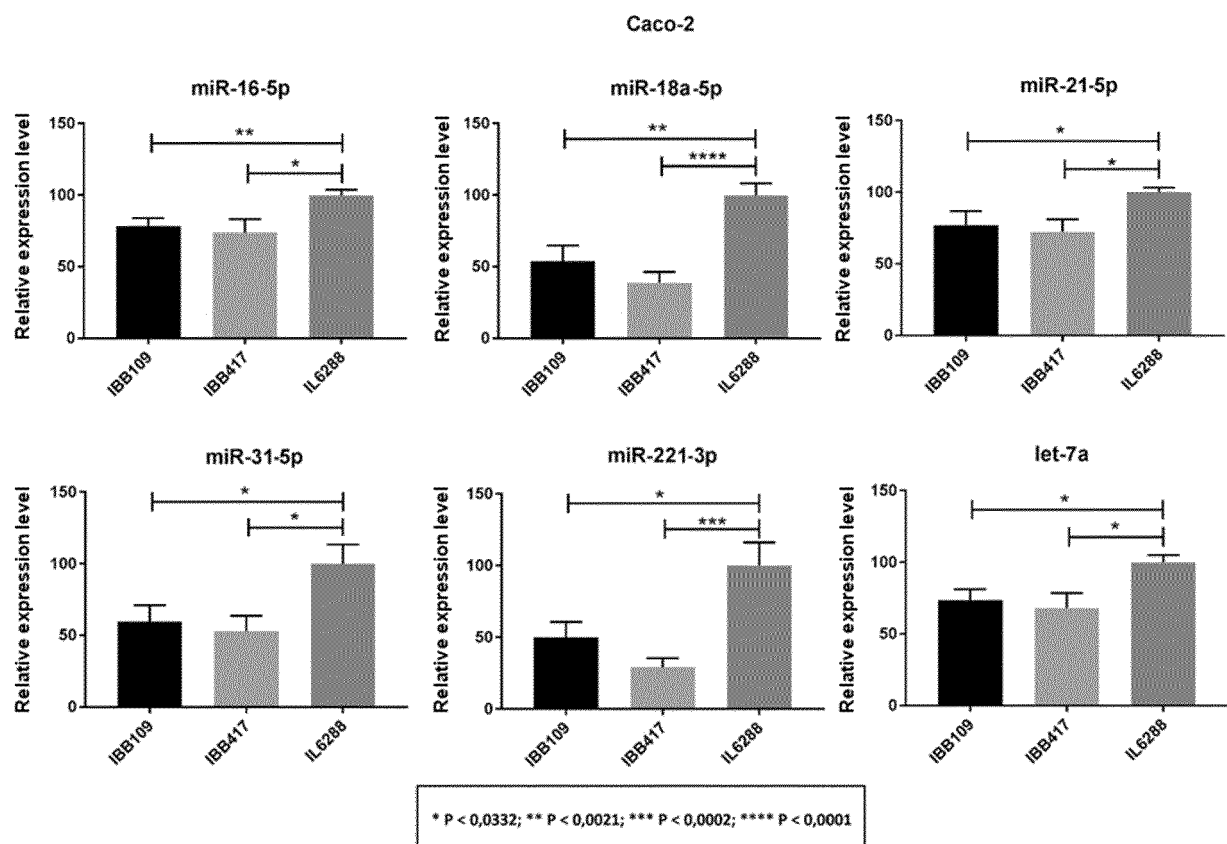 Caco-2
miR-16-5p
Relative expression level
150
100
50
0
**
*
IBB109
IBB417
IL6288
miR-18a-5p
Relative expression level
150
100
50
0
**
****
IBB109
IBB417
IL6288
miR-21-5p
Relative expression level
150
100
50
0
*
*
IBB109
IBB417
IL6288
miR-31-5p
Relative expression level
150
100
50
0
*
*
IBB109
IBB417
IL6288
miR-221-3p
Relative expression level
150
100
50
0
*
***
IBB109
IBB417
IL6288
let-7a
Relative expression level
150
100
50
0
*
*
IBB109
IBB417
IL6288
* P < 0,0332; ** P < 0,0021; *** P < 0,0002; **** P < 0,0001